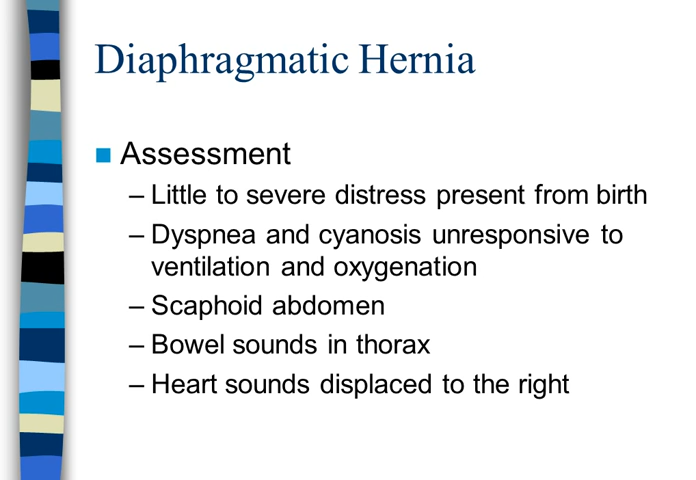 Diaphragmatic Hernia
Assessment
– Little to severe distress present from birth
– Dyspnea and cyanosis unresponsive to
ventilation and oxygenation
– Scaphoid abdomen
– Bowel sounds in thorax
– Heart sounds displaced to the right